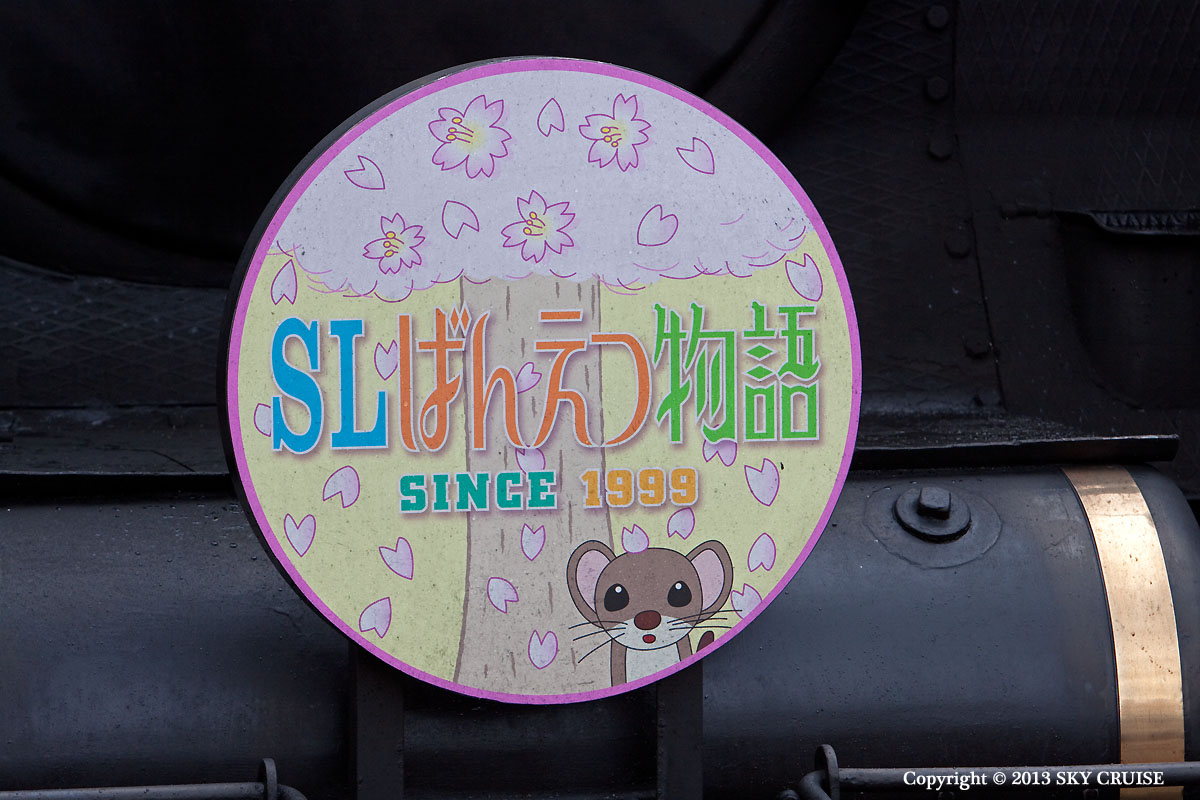 SLばんえつ物語
SINCE 1999
Copyright © 2013 SKY CRUISE